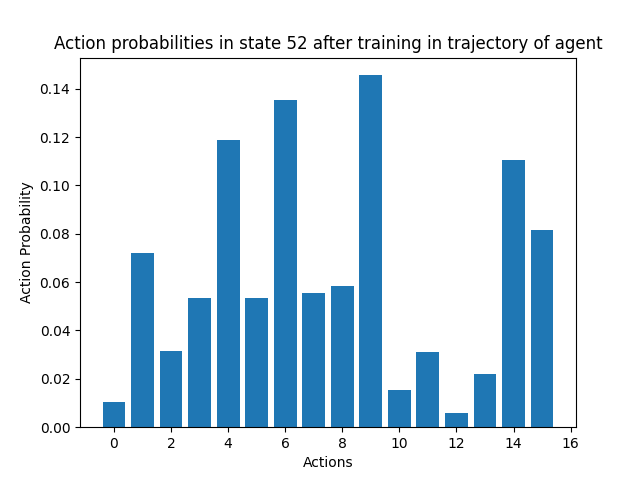 Action probabilities in state 52 after training in trajectory of agent
0.14
0.12
0.10
0.08
0.06
0.04
0.02
0.00
Action Probability
0 2 4 6 8 10 12 14 16
Actions